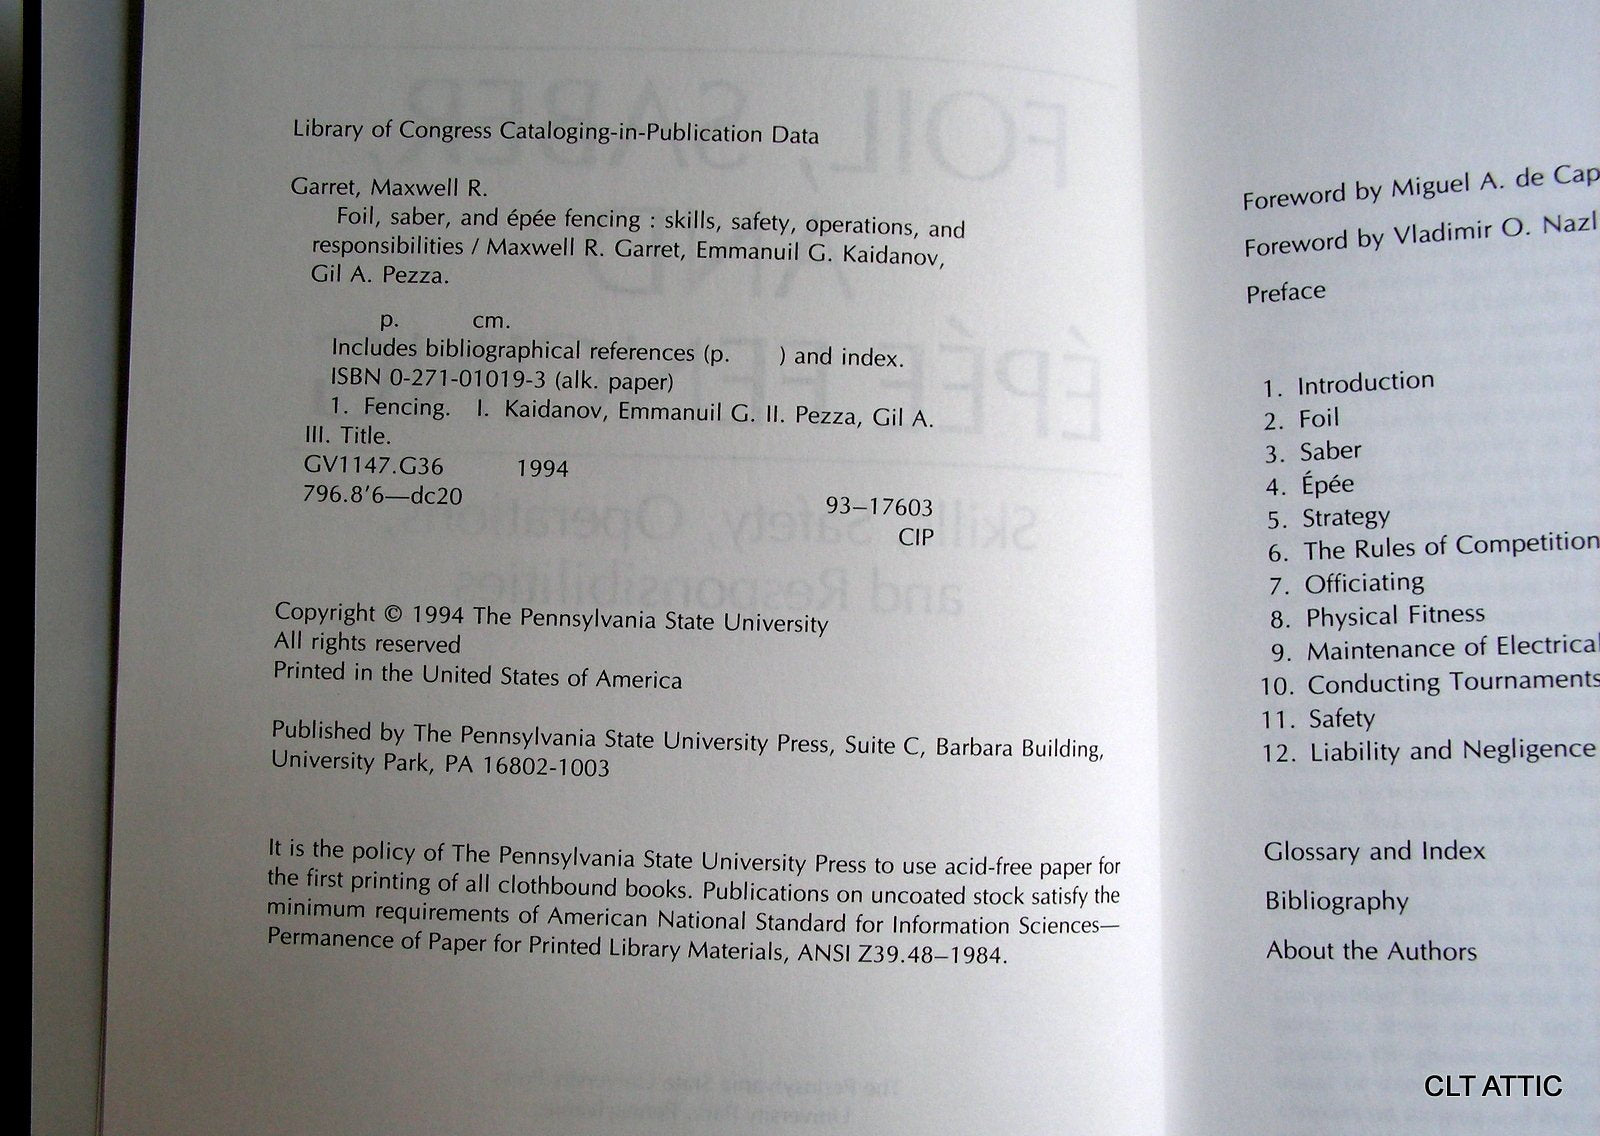 Library of Congress Cataloging-in-Publication Data
Garret, Maxwell R.
Foil, saber, and épée fencing : skills, safety, operations, and
responsibilities / Maxwell R. Garret, Emmanuil G. Kaidanov,
Gil A. Pezza.
p. cm.
Includes bibliographical references (p. ) and index.
ISBN 0-271-01019-3 (alk. paper)
1. Fencing. I. Kaidanov, Emmanuil G. II. Pezza, Gil A.
III. Title.
GV1147.G36 1994
796.8'6—dc20 93–17603
CIP
Copyright © 1994 The Pennsylvania State University
All rights reserved
Printed in the United States of America
Published by The Pennsylvania State University Press, Suite C, Barbara Building,
University Park, PA 16802-1003
It is the policy of The Pennsylvania State University Press to use acid-free paper for
the first printing of all clothbound books. Publications on uncoated stock satisfy the
minimum requirements of American National Standard for Information Sciences—
Permanence of Paper for Printed Library Materials, ANSI Z39.48–1984.
Foreword by Miguel A. de Cap
Foreword by Vladimir O. Nazl
Preface
1. Introduction
2. Foil
3. Saber
4. Épée
5. Strategy
6. The Rules of Competition
7. Officiating
8. Physical Fitness
9. Maintenance of Electrical
10. Conducting Tournaments
11. Safety
12. Liability and Negligence
Glossary and Index
Bibliography
About the Authors
CLT ATTIC